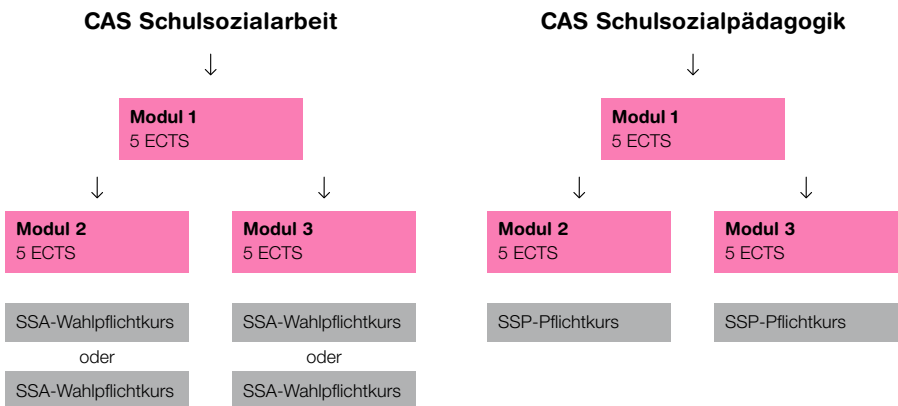 CAS Schulsozialarbeit
Modul 1
5 ECTS
Modul 2
5 ECTS
Modul 3
5 ECTS
SSA-Wahlpflichtkurs
oder
SSA-Wahlpflichtkurs
SSA-Wahlpflichtkurs
oder
SSA-Wahlpflichtkurs
CAS Schulsozialpädagogik
Modul 1
5 ECTS
Modul 2
5 ECTS
Modul 3
5 ECTS
SSP-Pflichtkurs
SSP-Pflichtkurs